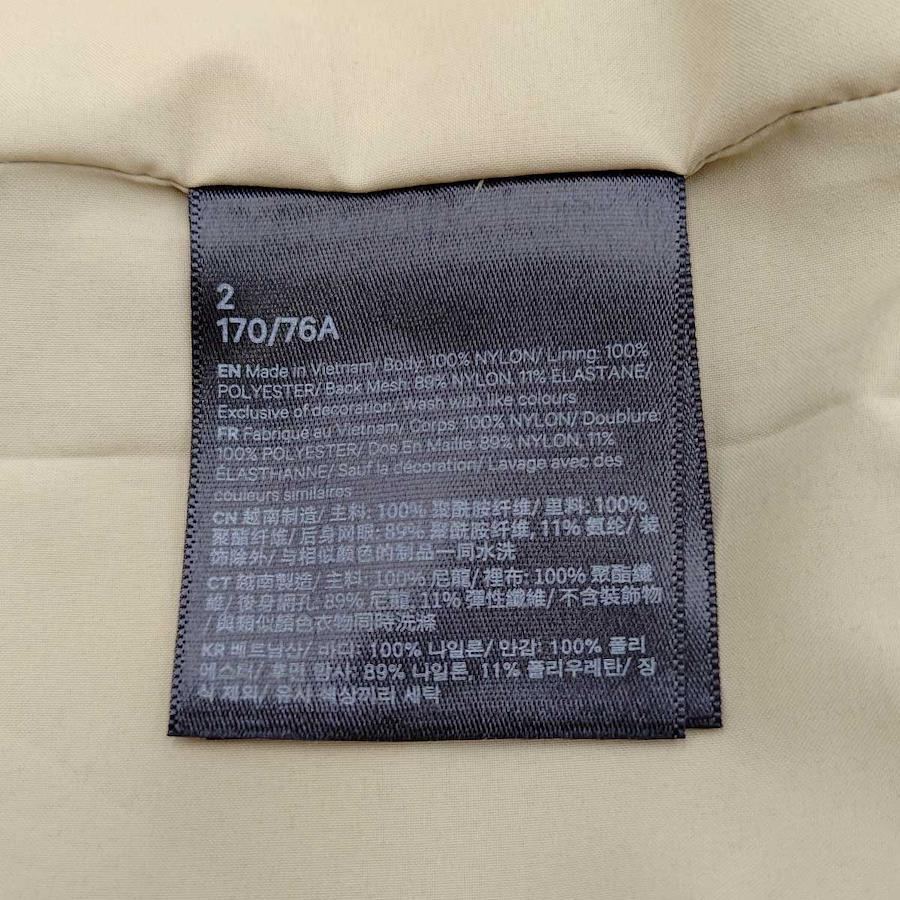 2
170/76A
EN Made in Vietnam/ Body: 100% NYLON/ Lining: 100%
POLYESTER/ Back Mesh: 89% NYLON, 11% ELASTANE/
Exclusive of decoration/ Wash with like colours
FR Fabriqué au Vietnam/ Corps: 100% NYLON/ Doublure:
100% POLYESTER/ Dos En Maille: 89% NYLON, 11%
ÉLASTHANNE/ Sauf la décoration/ Lavage avec des
couleurs similaires
CN 越南制造/ 主料: 100% 聚酰胺纤维/ 里料: 100%
聚酯纤维/ 后身网眼: 89% 聚酰胺纤维, 11% 氨纶/ 装
饰除外/ 与相似颜色的制品一同水洗
CT 越南製造/ 主料: 100% 尼龍/ 裡布: 100% 聚酯纖
維/ 後身網孔: 89% 尼龍, 11% 彈性纖維/ 不含裝飾物
/ 與類似顏色衣物同時洗滌
KR 베트남산/ 바디: 100% 나일론/ 안감: 100% 폴리
에스터/ 후면 망사: 89% 나일론, 11% 폴리우레탄/ 장
식 제외/ 유사 색상끼리 세탁